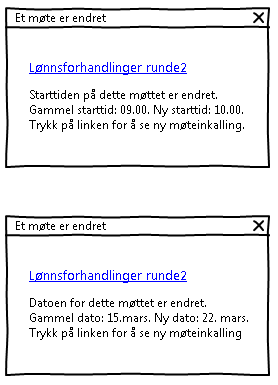 Et møte er endret
Lønnsforhandlinger runde2
Starttiden på dette møttet er endret.
Gammel starttid: 09.00. Ny starttid: 10.00.
Trykk på linken for å se ny møteinkalling.
Et møte er endret
Lønnsforhandlinger runde2
Datoen for dette møttet er endret.
Gammel dato: 15.mars. Ny dato: 22. mars.
Trykk på linken for å se ny møteinkalling